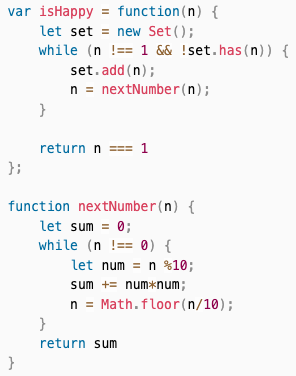 var isHappy = function(n) {
    let set = new Set();
    while (n !== 1 && !set.has(n)) {
        set.add(n);
        n = nextNumber(n);
    }

    return n === 1
};

function nextNumber(n) {
    let sum = 0;
    while (n !== 0) {
        let num = n %10;
        sum += num*num;
        n = Math.floor(n/10);
    }
    return sum
}